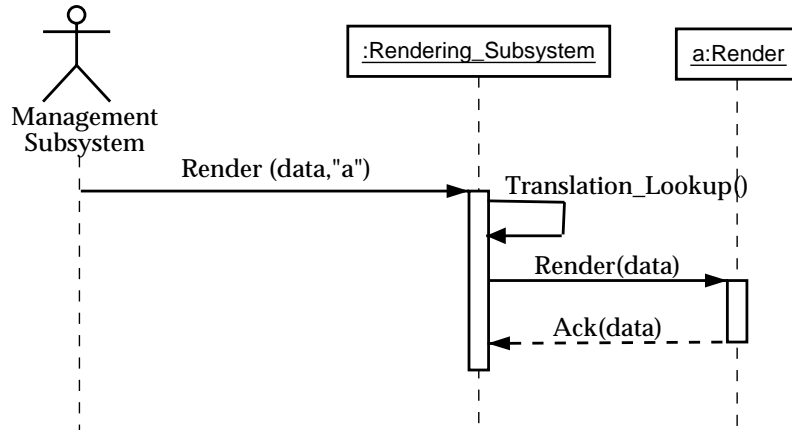 :Rendering_Subsystem
a:Render
Management
Subsystem
Render (data,"a")
Translation_Lookup()
Render(data)
Ack(data)